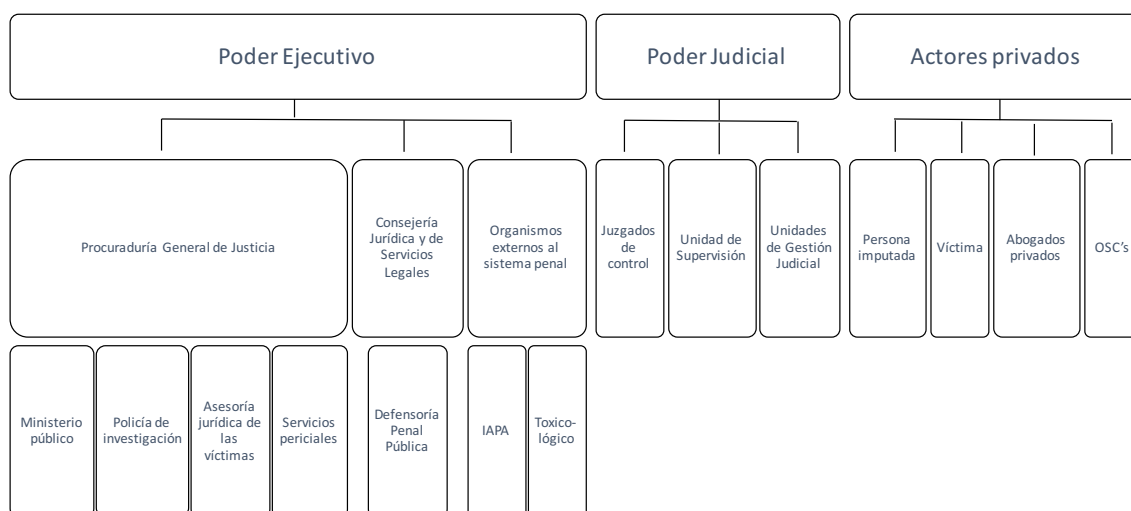 Poder Ejecutivo
Poder Judicial
Actores privados
Procuraduría General de Justicia
Consejería
Jurídica y de
Servicios
Legales
Organismos
externos al
sistema penal
Juzgados
de
control
Unidad de
Supervisión
Unidades
de Gestión
Judicial
Persona
imputada
Víctima
Abogados
privados
OSC’s
Ministerio
público
Policía de
investigación
Asesoría
jurídica de
las
víctimas
Servicios
periciales
Defensoría
Penal
Pública
IAPA
Toxico-
lógico